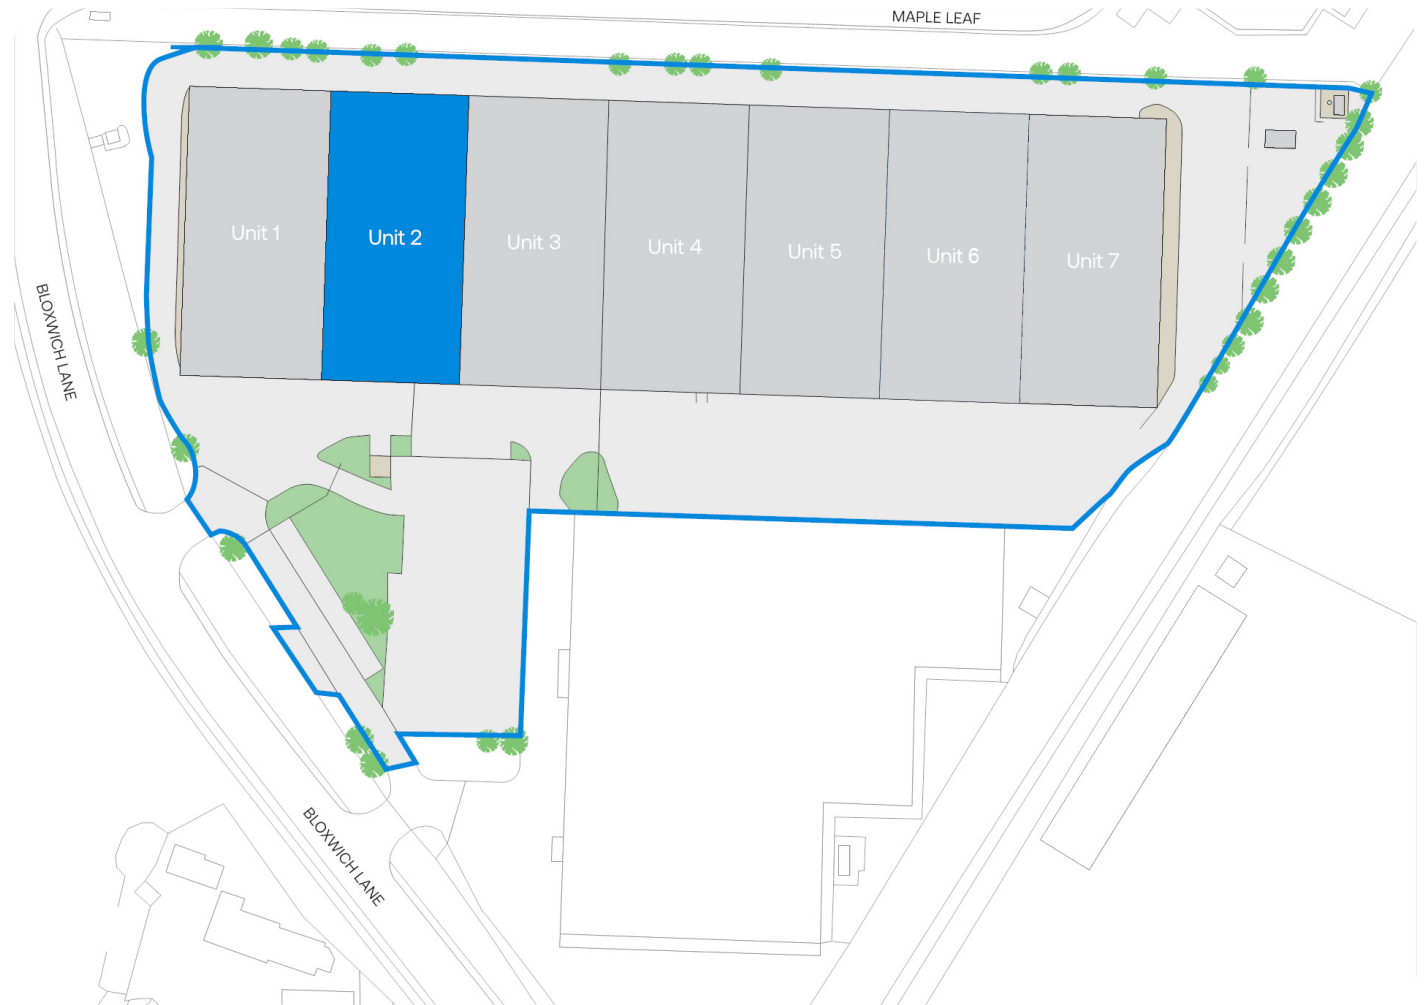 MAPLE LEAF
Unit 1
Unit 2
Unit 3
Unit 4
Unit 5
Unit 6
Unit 7
BLOXWICH LANE
BLOXWICH LANE